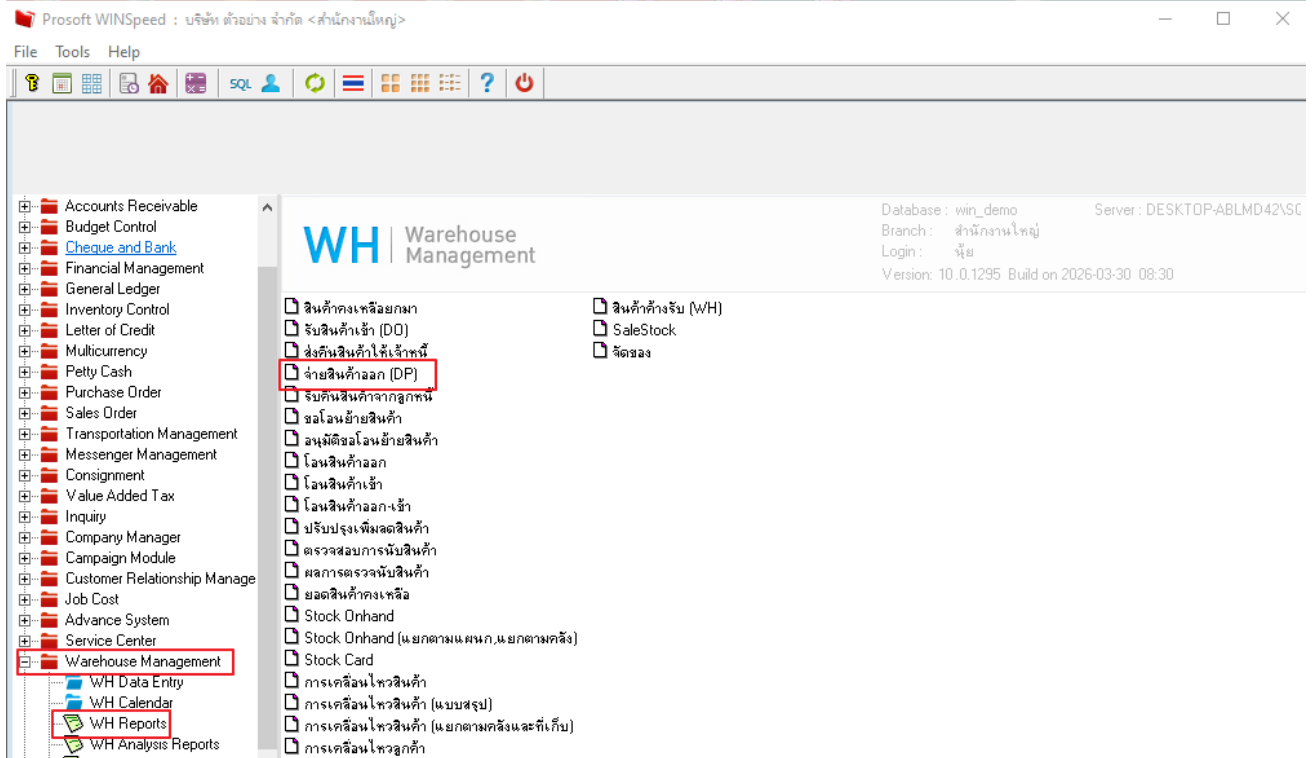 Prosoft WINSpeed : บริษัท ตัวอย่าง จำกัด <สำนักงานใหญ่>
File Tools Help
SQL
Accounts Receivable
Budget Control
Cheque and Bank
Financial Management
General Ledger
Inventory Control
Letter of Credit
Multicurrency
Petty Cash
Purchase Order
Sales Order
Transportation Management
Messenger Management
Consignment
Value Added Tax
Inquiry
Company Manager
Campaign Module
Customer Relationship Manage
Job Cost
Advance System
Service Center
Warehouse Management
WH Data Entry
WH Calendar
WH Reports
WH Analysis Reports
WH Warehouse Management
Database : win_demo Server : DESKTOP-ABLMD42\SQ
Branch : สำนักงานใหญ่
Login : นุ้ย
Version: 10.0.1295 Build on 2026-03-30 08:30
สินค้าคงเหลือยกมา
รับสินค้าเข้า (DO)
ส่งคืนสินค้าให้เจ้าหนี้
จ่ายสินค้าออก (DP)
รับคืนสินค้าจากลูกหนี้
ขอโอนย้ายสินค้า
อนุมัติขอโอนย้ายสินค้า
โอนสินค้าออก
โอนสินค้าเข้า
โอนสินค้าออก-เข้า
ปรับปรุงเพิ่มลดสินค้า
ตรวจสอบการนับสินค้า
ผลการตรวจนับสินค้า
ยอดสินค้าคงเหลือ
Stock Onhand
Stock Onhand (แยกตามแผนก,แยกตามคลัง)
Stock Card
การเคลื่อนไหวสินค้า
การเคลื่อนไหวสินค้า (แบบสรุป)
การเคลื่อนไหวสินค้า (แยกตามคลังและที่เก็บ)
การเคลื่อนไหวลูกค้า
สินค้าค้างรับ (WH)
SaleStock
จัดของ